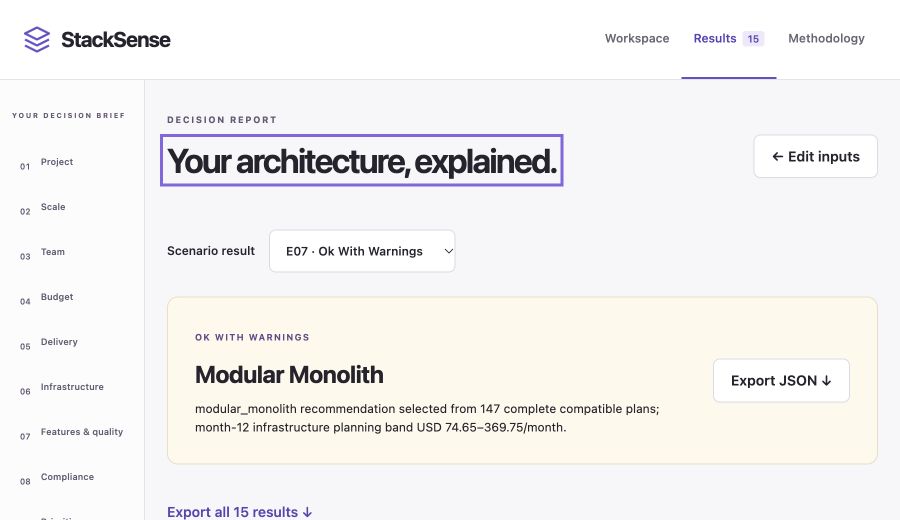 StackSense
Workspace
Results 15
Methodology
YOUR DECISION BRIEF
01 Project
02 Scale
03 Team
04 Budget
05 Delivery
06 Infrastructure
07 Features & quality
08 Compliance
DECISION REPORT
Your architecture, explained.
← Edit inputs
Scenario result
E07 · Ok With Warnings
OK WITH WARNINGS
Modular Monolith
modular_monolith recommendation selected from 147 complete compatible plans;
month-12 infrastructure planning band USD 74.65–369.75/month.
Export JSON ↓
Export all 15 results ↓